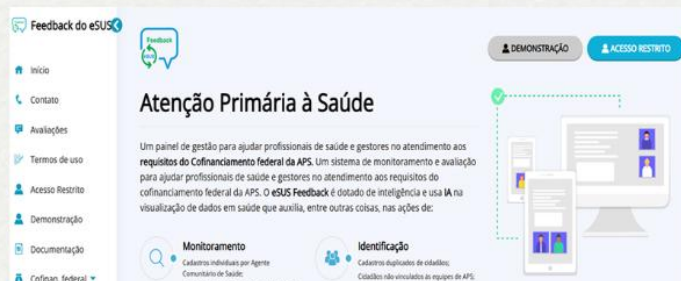 Feedback do eSUS
Início
Contato
Avaliações
Termos de uso
Acesso Restrito
Demonstração
Documentação
Cofinan. federal
Feedback
eSUS
DEMONSTRAÇÃO
ACESSO RESTRITO
Atenção Primária à Saúde
Um painel de gestão para ajudar profissionais de saúde e gestores no atendimento aos
requisitos do Cofinanciamento federal da APS. Um sistema de monitoramento e avaliação
para ajudar profissionais de saúde e gestores no atendimento aos requisitos do
cofinanciamento federal da APS. O eSUS Feedback é dotado de inteligência e usa IA na
visualização de dados em saúde que auxilia, entre outras coisas, nas ações de:
Monitoramento
Cadastros individuais por Agente
Comunitário de Saúde;
Identificação
Cadastros duplicados de cidadãos;
Cidadãos não vinculados as equipes de APS;